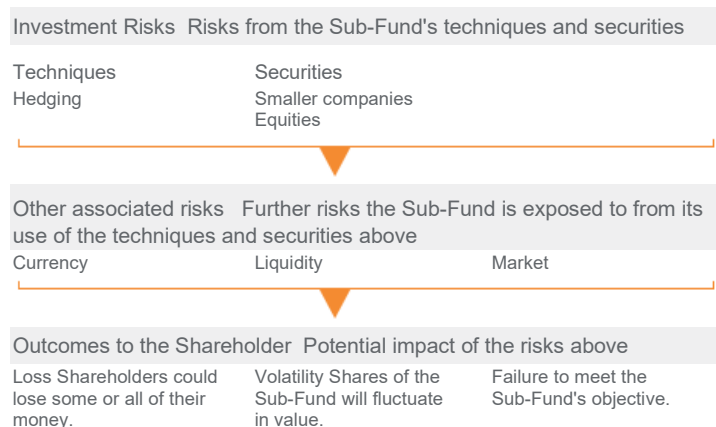 Investment Risks Risks from the Sub-Fund's techniques and securities
Techniques Securities
Hedging Smaller companies
Equities
Other associated risks Further risks the Sub-Fund is exposed to from its
use of the techniques and securities above
Currency Liquidity Market
Outcomes to the Shareholder Potential impact of the risks above
Loss Shareholders could Volatility Shares of the Failure to meet the
lose some or all of their Sub-Fund will fluctuate Sub-Fund's objective.
money. in value.